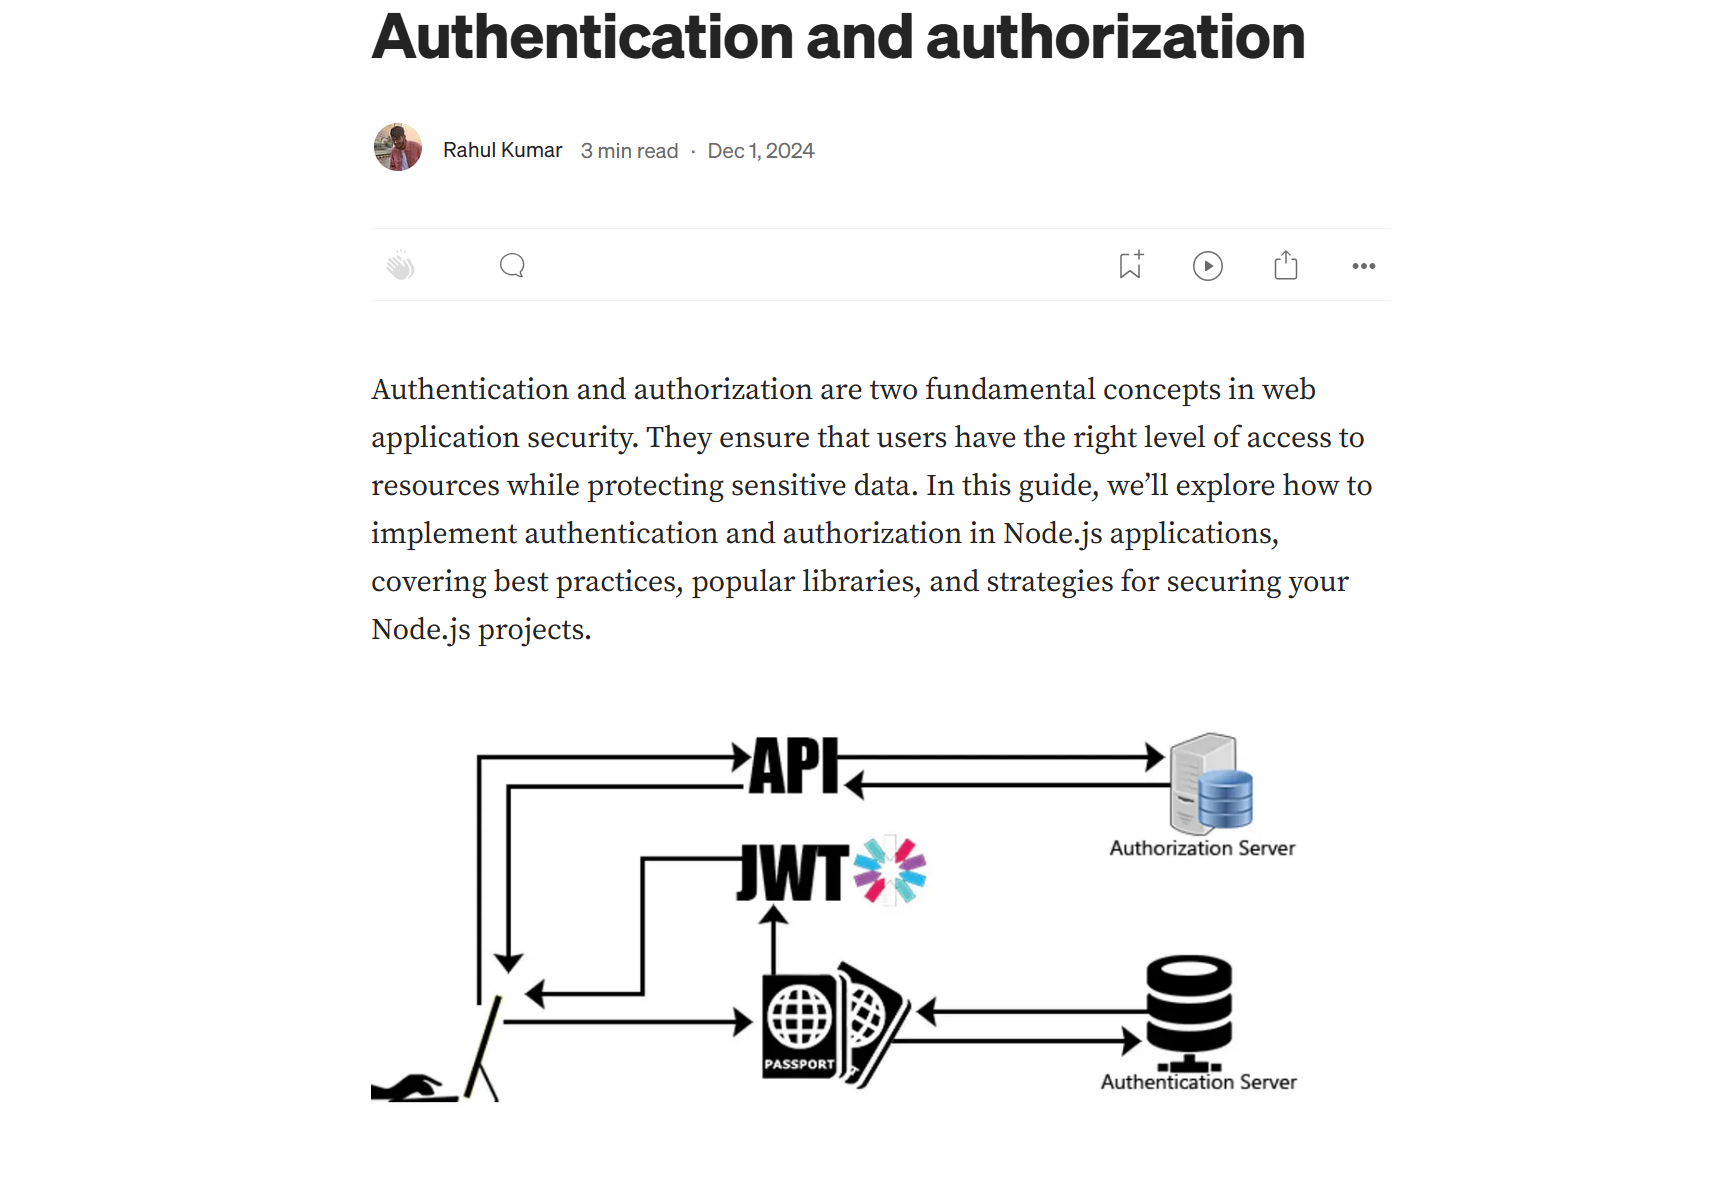 Authentication and authorization
Rahul Kumar 3 min read · Dec 1, 2024
Authentication and authorization are two fundamental concepts in web
application security. They ensure that users have the right level of access to
resources while protecting sensitive data. In this guide, we’ll explore how to
implement authentication and authorization in Node.js applications,
covering best practices, popular libraries, and strategies for securing your
Node.js projects.
API
Authorization Server
JWT
PASSPORT
Authentication Server